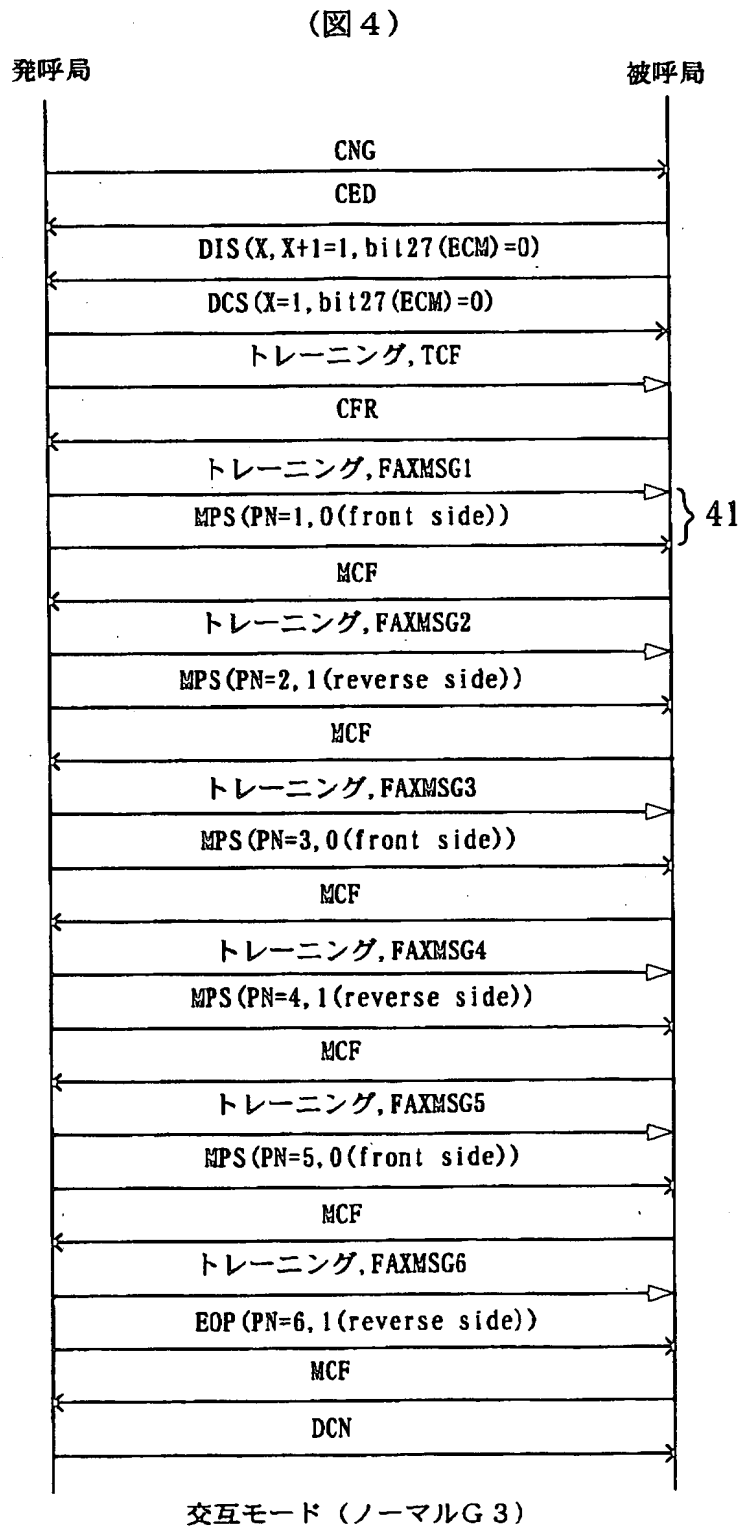 (図4)
発呼局
被呼局
CNG
CED
DIS(X,X+1=1,bit27(ECM)=0)
DCS(X=1,bit27(ECM)=0)
トレーニング,TCF
CFR
トレーニング,FAXMSG1
MPS(PN=1,0(front side))
41
MCF
トレーニング,FAXMSG2
MPS(PN=2,1(reverse side))
MCF
トレーニング,FAXMSG3
MPS(PN=3,0(front side))
MCF
トレーニング,FAXMSG4
MPS(PN=4,1(reverse side))
MCF
トレーニング,FAXMSG5
MPS(PN=5,0(front side))
MCF
トレーニング,FAXMSG6
EOP(PN=6,1(reverse side))
MCF
DCN
交互モード(ノーマルG3)